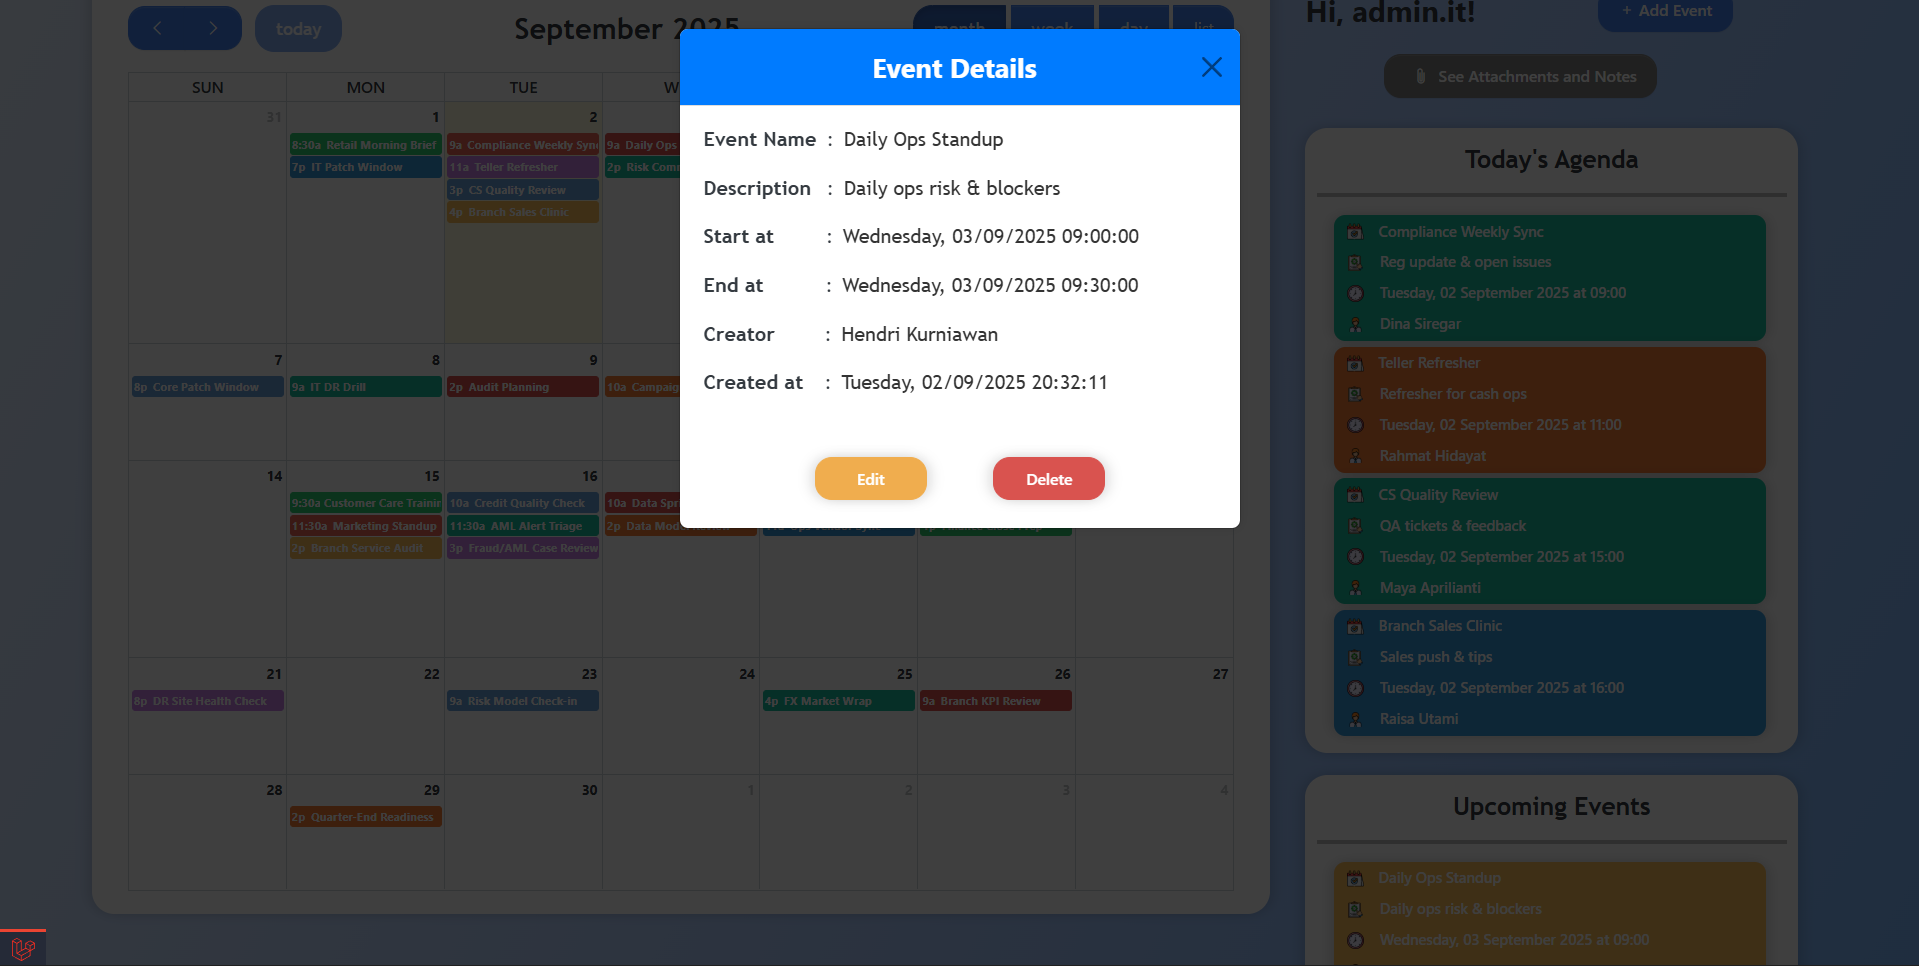 today
September 2025
month
week
day
list
SUN
MON
TUE
W
31
1
2
8:30a Retail Morning Brief
7p IT Patch Window
9a Compliance Weekly Syn
11a Teller Refresher
3p CS Quality Review
4p Branch Sales Clinic
9a Daily Ops
2p Risk Com
7
8
9
8p Core Patch Window
9a IT DR Drill
2p Audit Planning
10a Campaig
14
15
16
9:30a Customer Care Trainin
11:30a Marketing Standup
2p Branch Service Audit
10a Credit Quality Check
11:30a AML Alert Triage
3p Fraud/AML Case Review
10a Data Spr
2p Data Mod
21
22
23
24
25
26
27
8p DR Site Health Check
9a Risk Model Check-in
4p FX Market Wrap
9a Branch KPI Review
28
29
30
1
2
3
4
2p Quarter-End Readiness
Event Details
Event Name : Daily Ops Standup
Description : Daily ops risk & blockers
Start at : Wednesday, 03/09/2025 09:00:00
End at : Wednesday, 03/09/2025 09:30:00
Creator : Hendri Kurniawan
Created at : Tuesday, 02/09/2025 20:32:11
Edit
Delete
Hi, admin.it!
+ Add Event
See Attachments and Notes
Today's Agenda
Compliance Weekly Sync
Reg update & open issues
Tuesday, 02 September 2025 at 09:00
Dina Siregar
Teller Refresher
Refresher for cash ops
Tuesday, 02 September 2025 at 11:00
Rahmat Hidayat
CS Quality Review
QA tickets & feedback
Tuesday, 02 September 2025 at 15:00
Maya Aprilianti
Branch Sales Clinic
Sales push & tips
Tuesday, 02 September 2025 at 16:00
Raisa Utami
Upcoming Events
Daily Ops Standup
Daily ops risk & blockers
Wednesday, 03 September 2025 at 09:00